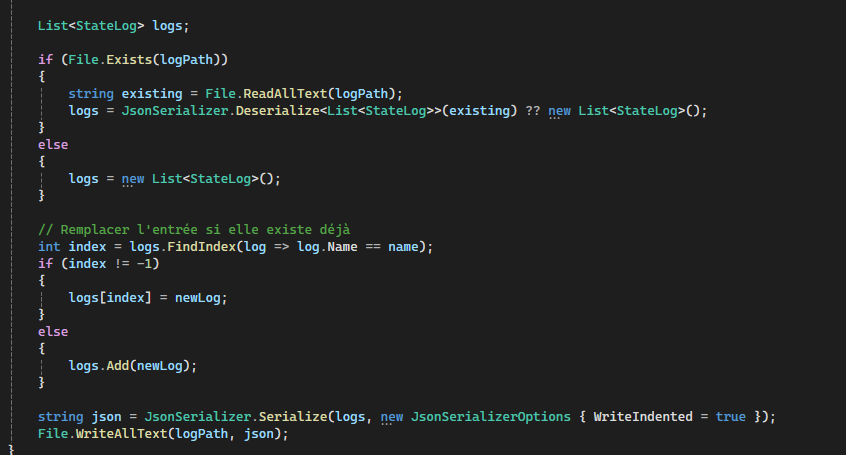 List<StateLog> logs;
if (File.Exists(logPath))
{
string existing = File.ReadAllText(logPath);
logs = JsonSerializer.Deserialize<List<StateLog>>(existing) ?? new List<StateLog>();
}
else
{
logs = new List<StateLog>();
}
// Remplacer l'entrée si elle existe déjà
int index = logs.FindIndex(log => log.Name == name);
if (index != -1)
{
logs[index] = newLog;
}
else
{
logs.Add(newLog);
}
string json = JsonSerializer.Serialize(logs, new JsonSerializerOptions { WriteIndented = true });
File.WriteAllText(logPath, json);
}